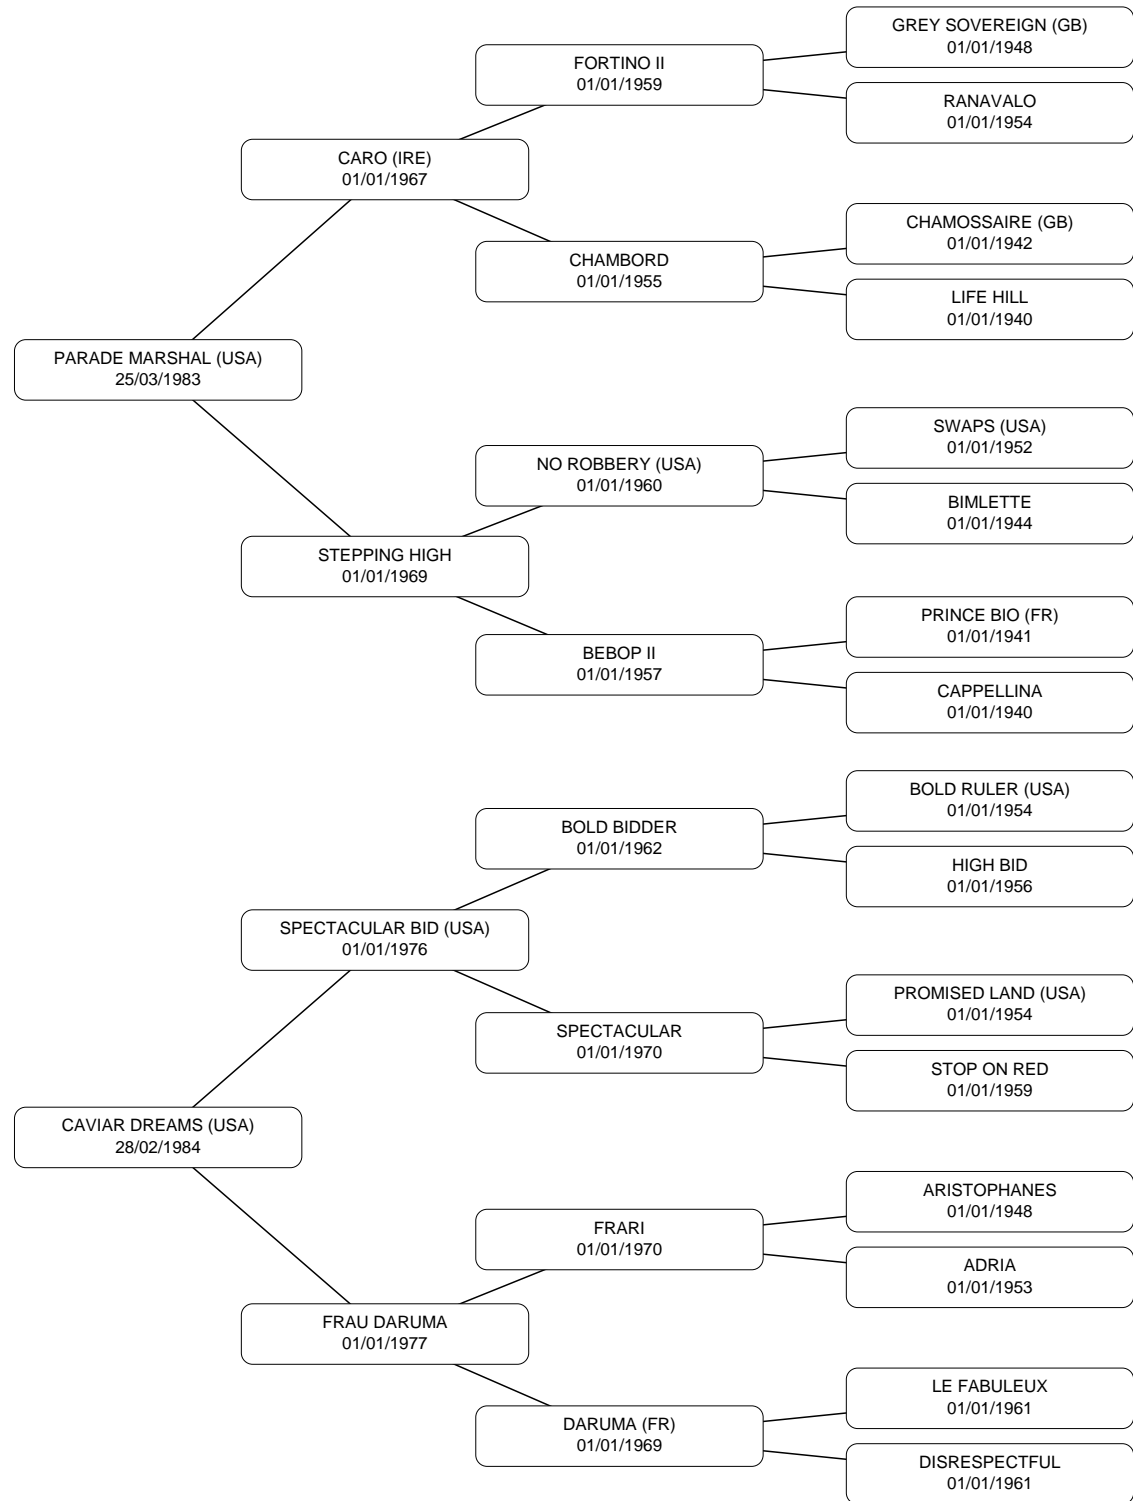 GREY SOVEREIGN (GB)
01/01/1948
FORTINO II
01/01/1959
RANAVALO
01/01/1954
CARO (IRE)
01/01/1967
CHAMOSSAIRE (GB)
01/01/1942
CHAMBORD
01/01/1955
LIFE HILL
01/01/1940
PARADE MARSHAL (USA)
25/03/1983
SWAPS (USA)
01/01/1952
NO ROBBERY (USA)
01/01/1960
BIMLETTE
01/01/1944
STEPPING HIGH
01/01/1969
PRINCE BIO (FR)
01/01/1941
BEBOP II
01/01/1957
CAPPELLINA
01/01/1940
BOLD RULER (USA)
01/01/1954
BOLD BIDDER
01/01/1962
HIGH BID
01/01/1956
SPECTACULAR BID (USA)
01/01/1976
PROMISED LAND (USA)
01/01/1954
SPECTACULAR
01/01/1970
STOP ON RED
01/01/1959
CAVIAR DREAMS (USA)
28/02/1984
ARISTOPHANES
01/01/1948
FRARI
01/01/1970
ADRIA
01/01/1953
FRAU DARUMA
01/01/1977
LE FABULEUX
01/01/1961
DARUMA (FR)
01/01/1969
DISRESPECTFUL
01/01/1961